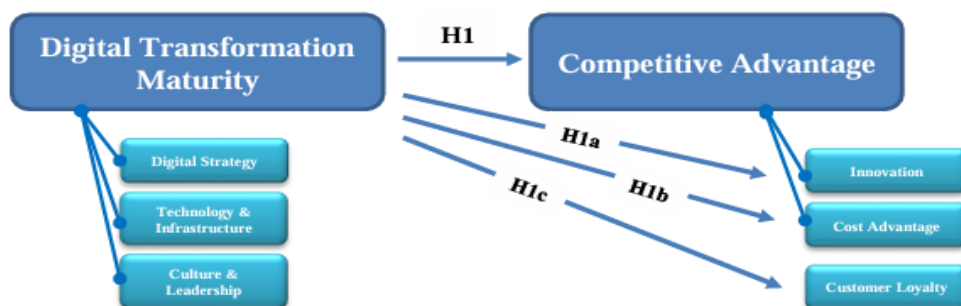 Digital Transformation
Maturity
H1
Competitive Advantage
H1a
H1b
H1c
Digital Strategy
Technology &
Infrastructure
Culture &
Leadership
Innovation
Cost Advantage
Customer Loyalty